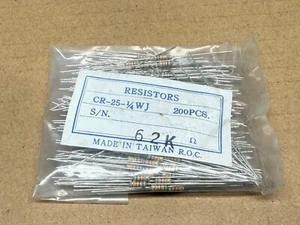 RESISTORS
CR-25-¼WJ 200PCS.
S/N.
62K Ω
MADE IN TAIWAN R.O.C.